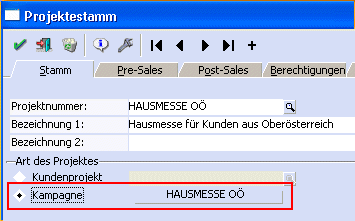 Projektestamm
Stamm Pre-Sales Post-Sales Berechtigungen
Projektnummer: HAUSMESSE OÖ
Bezeichnung 1: Hausmesse für Kunden aus Oberösterreich
Bezeichnung 2:
Art des Projektes
Kundenprojekt
Kampagne HAUSMESSE OÖ